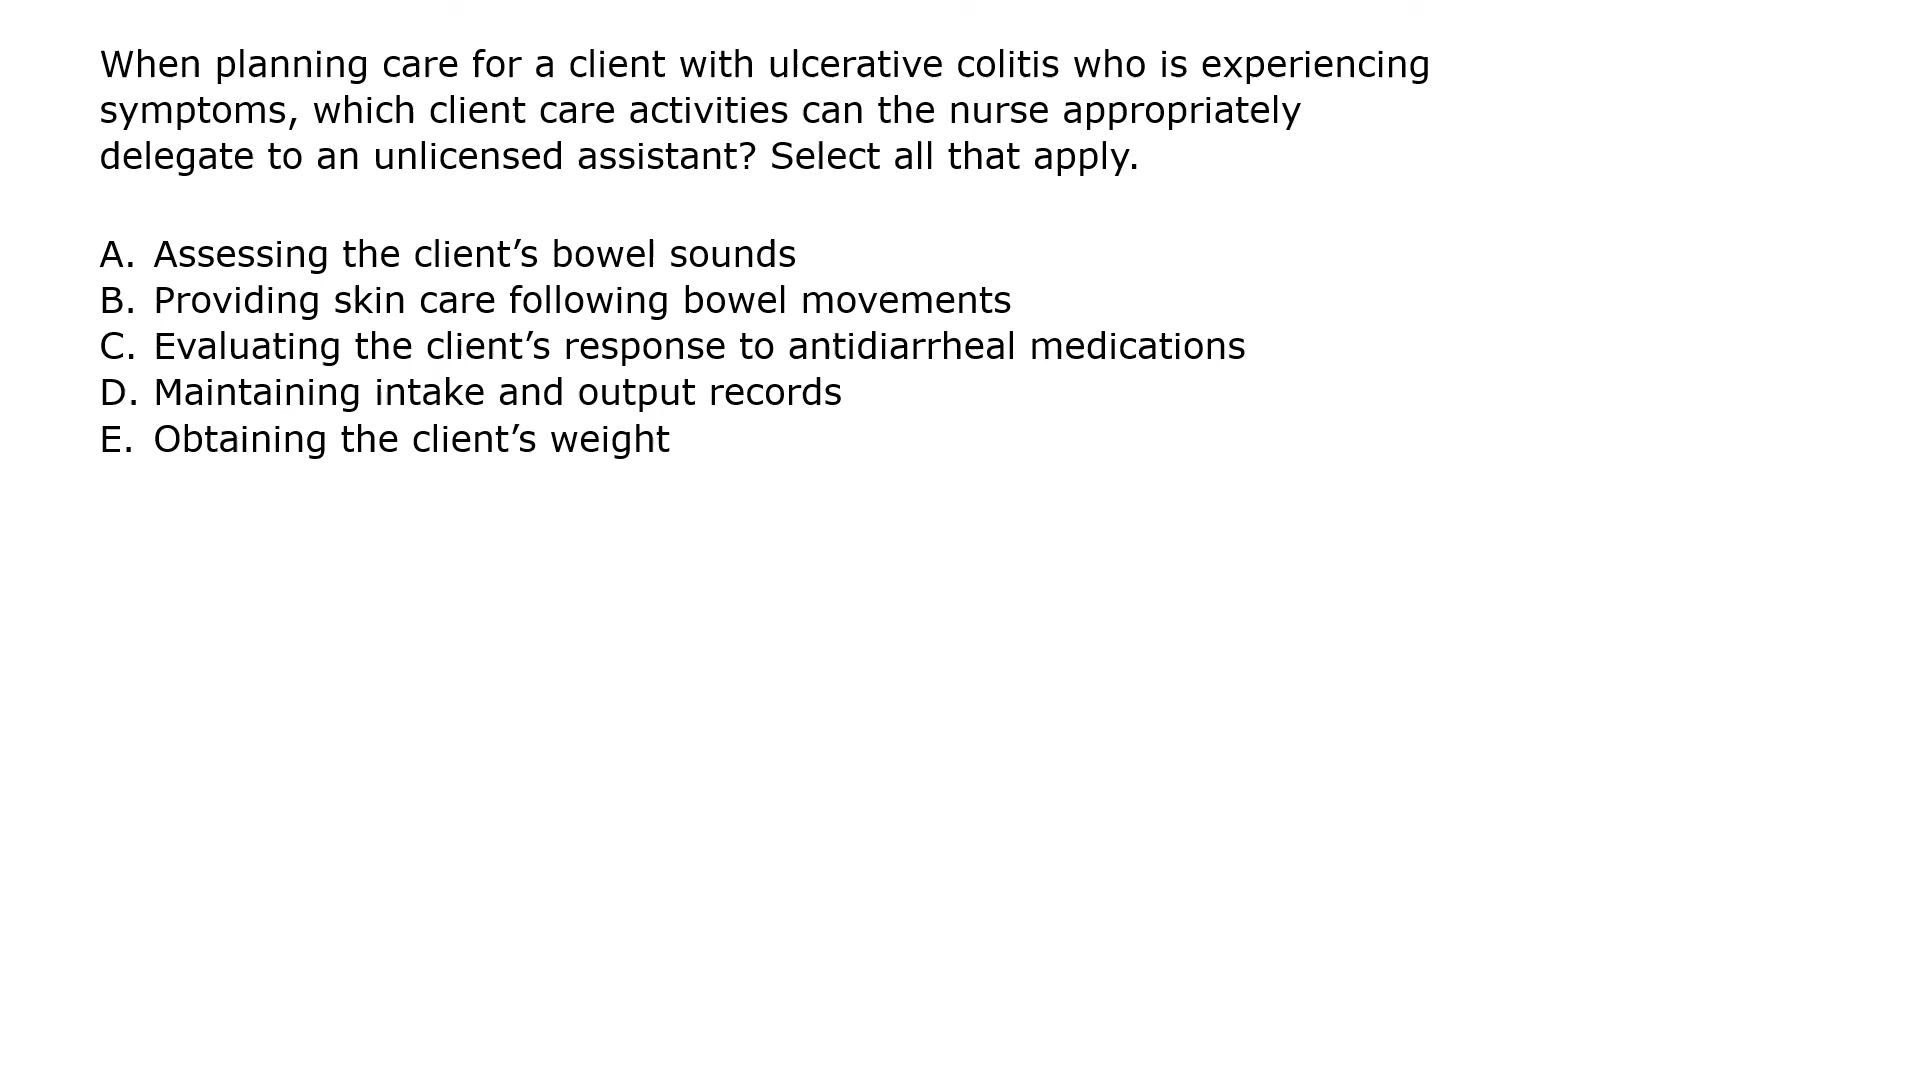 When planning care for a client with ulcerative colitis who is experiencing
symptoms, which client care activities can the nurse appropriately
delegate to an unlicensed assistant? Select all that apply.
A. Assessing the client’s bowel sounds
B. Providing skin care following bowel movements
C. Evaluating the client’s response to antidiarrheal medications
D. Maintaining intake and output records
E. Obtaining the client’s weight